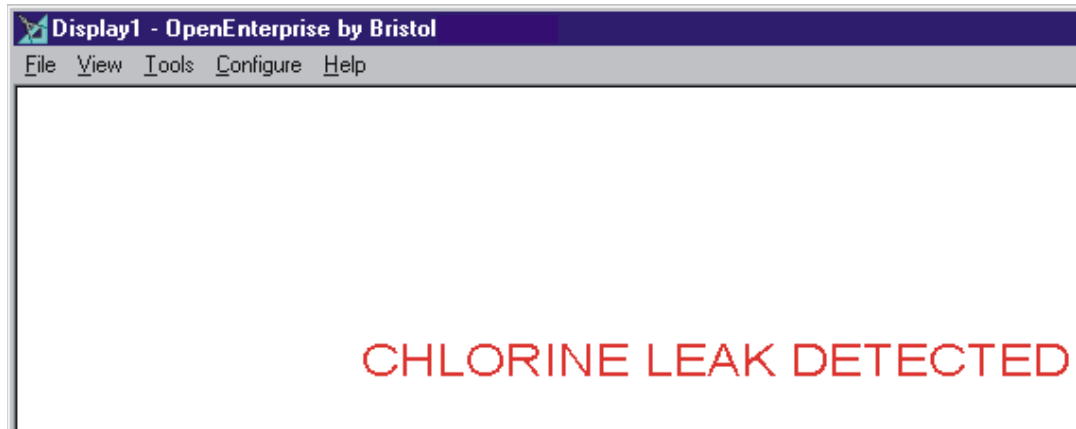 Display1 - OpenEnterprise by Bristol
File View Tools Configure Help
CHLORINE LEAK DETECTED